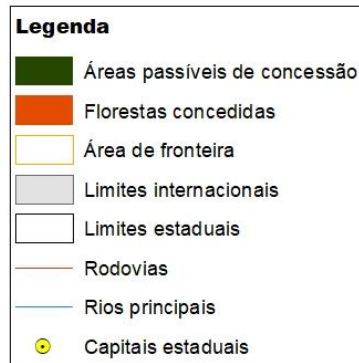 Legenda
Áreas passíveis de concessão
Florestas concedidas
Área de fronteira
Limites internacionais
Limites estaduais
Rodovias
Rios principais
Capitais estaduais